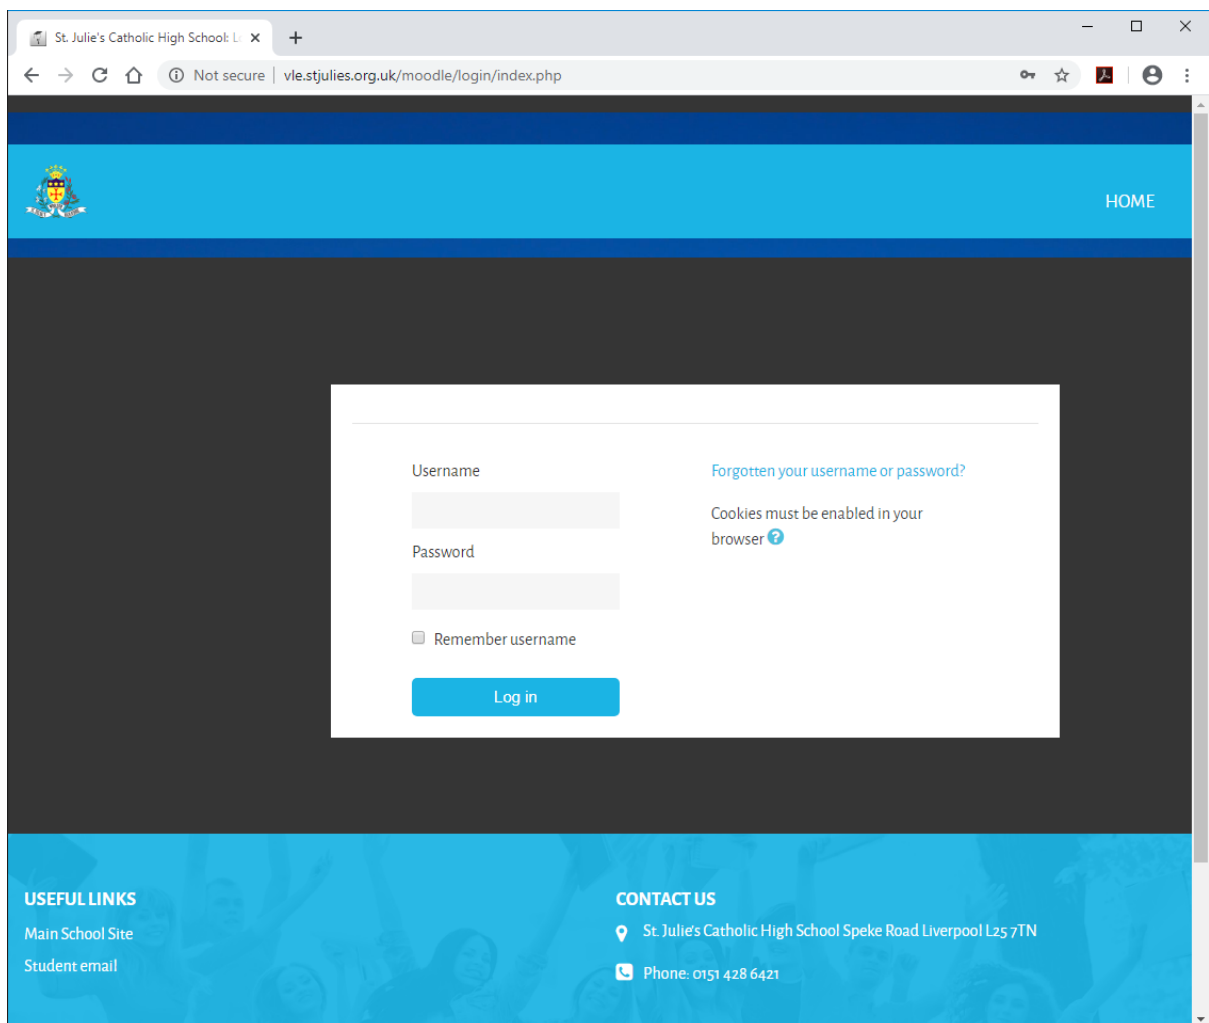 St. Julie's Catholic High School: L
Not secure | vle.stjulies.org.uk/moodle/login/index.php
HOME
Username
Forgotten your username or password?
Cookies must be enabled in your
browser
Password
Remember username
Log in
USEFUL LINKS
Main School Site
Student email
CONTACT US
St. Julie's Catholic High School Speke Road Liverpool L25 7TN
Phone: 0151 428 6421